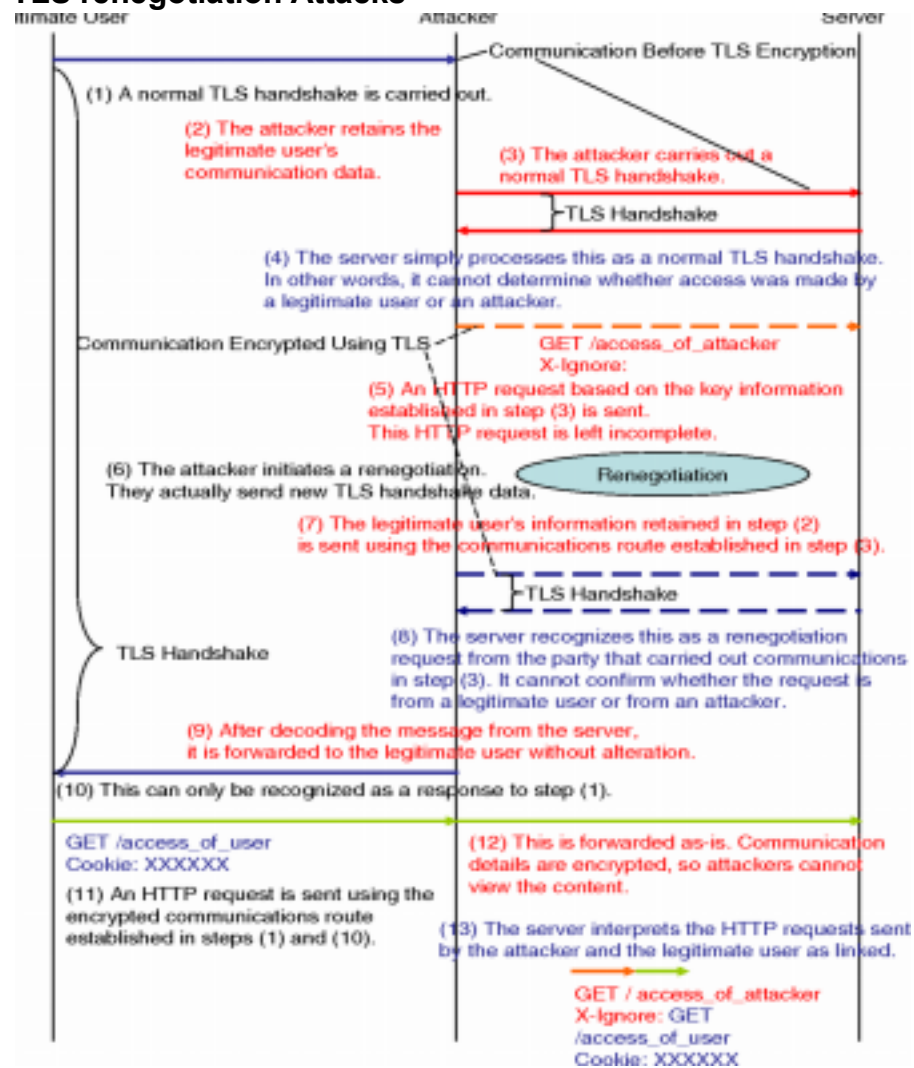 TLS renegotiation Attacks
itimate User Attacker Server
Communication Before TLS Encryption
(1) A normal TLS handshake is carried out.
(2) The attacker retains the
legitimate user's
communication data.
(3) The attacker carries out a
normal TLS handshake.
TLS Handshake
(4) The server simply processes this as a normal TLS handshake.
In other words, it cannot determine whether access was made by
a legitimate user or an attacker.
Communication Encrypted Using TLS
GET /access_of_attacker
X-Ignore:
(5) An HTTP request based on the key information
established in step (3) is sent.
This HTTP request is left incomplete.
(6) The attacker initiates a renegotiation.
They actually send new TLS handshake data.
Renegotiation
(7) The legitimate user's information retained in step (2)
is sent using the communications route established in step (3).
TLS Handshake
(8) The server recognizes this as a renegotiation
request from the party that carried out communications
in step (3). It cannot confirm whether the request is
from a legitimate user or from an attacker.
TLS Handshake
(9) After decoding the message from the server,
it is forwarded to the legitimate user without alteration.
(10) This can only be recognized as a response to step (1).
GET /access_of_user
Cookie: XXXXXX
(11) An HTTP request is sent using the
encrypted communications route
established in steps (1) and (10).
(12) This is forwarded as-is. Communication
details are encrypted, so attackers cannot
view the content.
(13) The server interprets the HTTP requests sent
by the attacker and the legitimate user as linked.
GET / access_of_attacker
X-Ignore: GET
/access_of_user
Cookie: XXXXXX